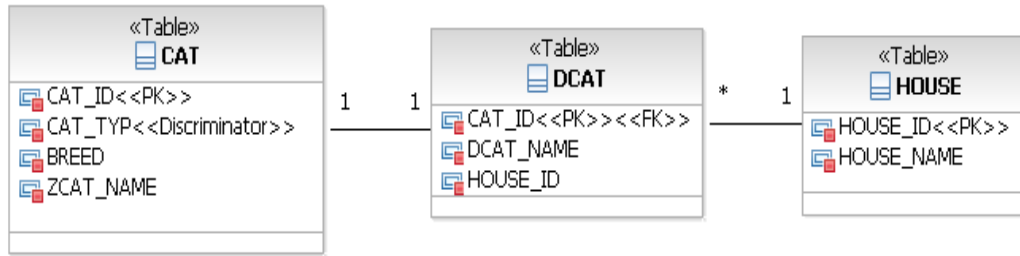 «Table»
CAT
CAT_ID<<PK>>
CAT_TYP<<Discriminator>>
BREED
ZCAT_NAME
1
1
«Table»
DCAT
CAT_ID<<PK>><<FK>>
DCAT_NAME
HOUSE_ID
*
1
«Table»
HOUSE
HOUSE_ID<<PK>>
HOUSE_NAME